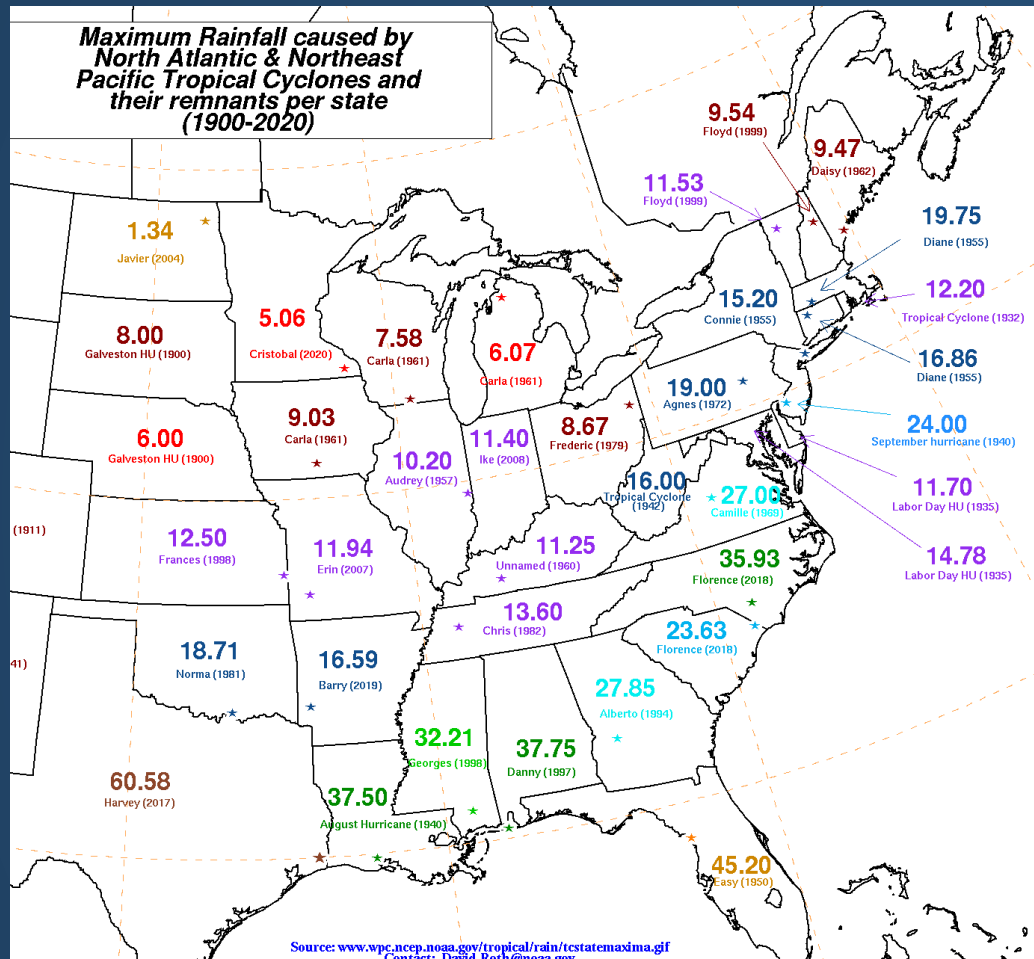 Maximum Rainfall caused by
North Atlantic & Northeast
Pacific Tropical Cyclones and
their remnants per state
(1900-2020)
9.54
Floyd (1999)
9.47
Daisy (1962)
11.53
Floyd (1999)
19.75
Diane (1955)
1.34
Javier (2004)
12.20
Tropical Cyclone (1932)
15.20
Connie (1955)
5.06
Cristobal (2020)
7.58
Carla (1961)
6.07
Carla (1961)
8.00
Galveston HU (1900)
16.86
Diane (1955)
19.00
Agnes (1972)
9.03
Carla (1961)
8.67
Frederic (1979)
24.00
September hurricane (1940)
6.00
Galveston HU (1900)
11.40
Ike (2008)
10.20
Audrey (1957)
16.00
Tropical Cyclone
(1942)
27.00
Camille (1969)
11.70
Labor Day HU (1935)
(1911)
12.50
Frances (1998)
11.94
Erin (2007)
11.25
Unnamed (1960)
35.93
Florence (2018)
14.78
Labor Day HU (1935)
13.60
Chris (1982)
23.63
Florence (2018)
41)
18.71
Norma (1981)
16.59
Barry (2019)
27.85
Alberto (1994)
32.21
Georges (1998)
37.75
Danny (1997)
60.58
Harvey (2017)
37.50
August Hurricane (1940)
45.20
Easy (1950)
Source: www.wpc.ncep.noaa.gov/tropical/rain/tcstatemaxima.gif
Contact: David.Roth@noaa.gov